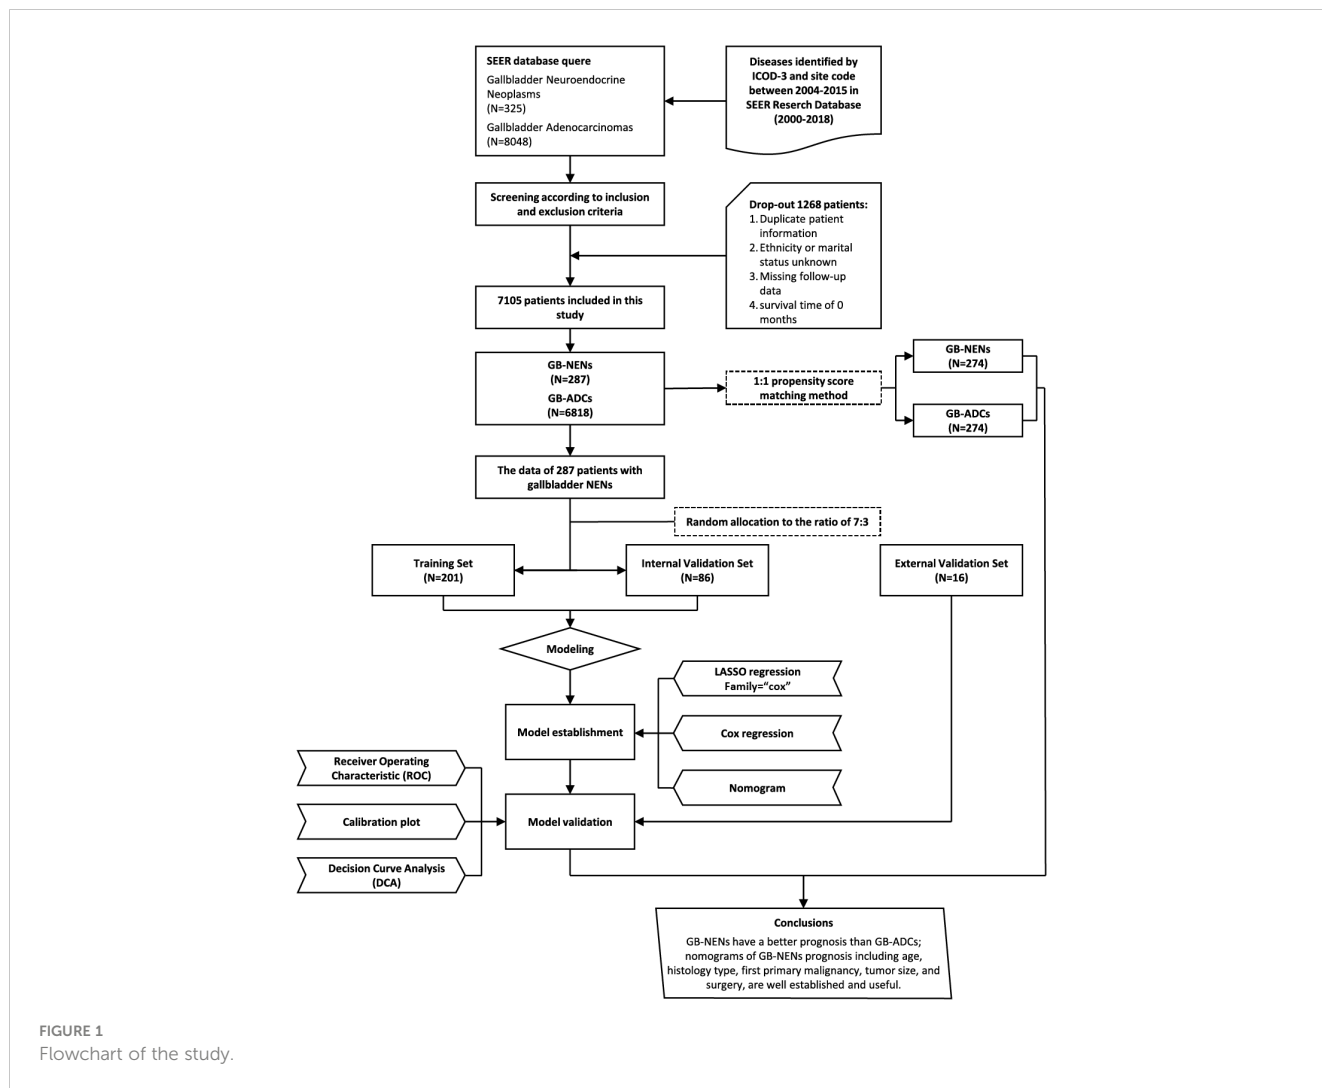 SEER database quere
Gallbladder Neuroendocrine
Neoplasms
(N=325)
Gallbladder Adenocarcinomas
(N=8048)
Diseases identified by
ICOD-3 and site code
between 2004-2015 in
SEER Reserch Database
(2000-2018)
Screening according to inclusion
and exclusion criteria
Drop-out 1268 patients:
1. Duplicate patient
information
2. Ethnicity or marital
status unknown
3. Missing follow-up
data
4. survival time of 0
months
7105 patients included in this
study
GB-NENs
(N=287)
GB-ADCs
(N=6818)
1:1 propensity score
matching method
GB-NENs
(N=274)
GB-ADCs
(N=274)
The data of 287 patients with
gallbladder NENs
Random allocation to the ratio of 7:3
Training Set
(N=201)
Internal Validation Set
(N=86)
External Validation Set
(N=16)
Modeling
LASSO regression
Family=“cox”
Model establishment
Cox regression
Nomogram
Receiver Operating
Characteristic (ROC)
Calibration plot
Decision Curve Analysis
(DCA)
Model validation
Conclusions
GB-NENs have a better prognosis than GB-ADCs;
nomograms of GB-NENs prognosis including age,
histology type, first primary malignancy, tumor size, and
surgery, are well established and useful.
FIGURE 1
Flowchart of the study.